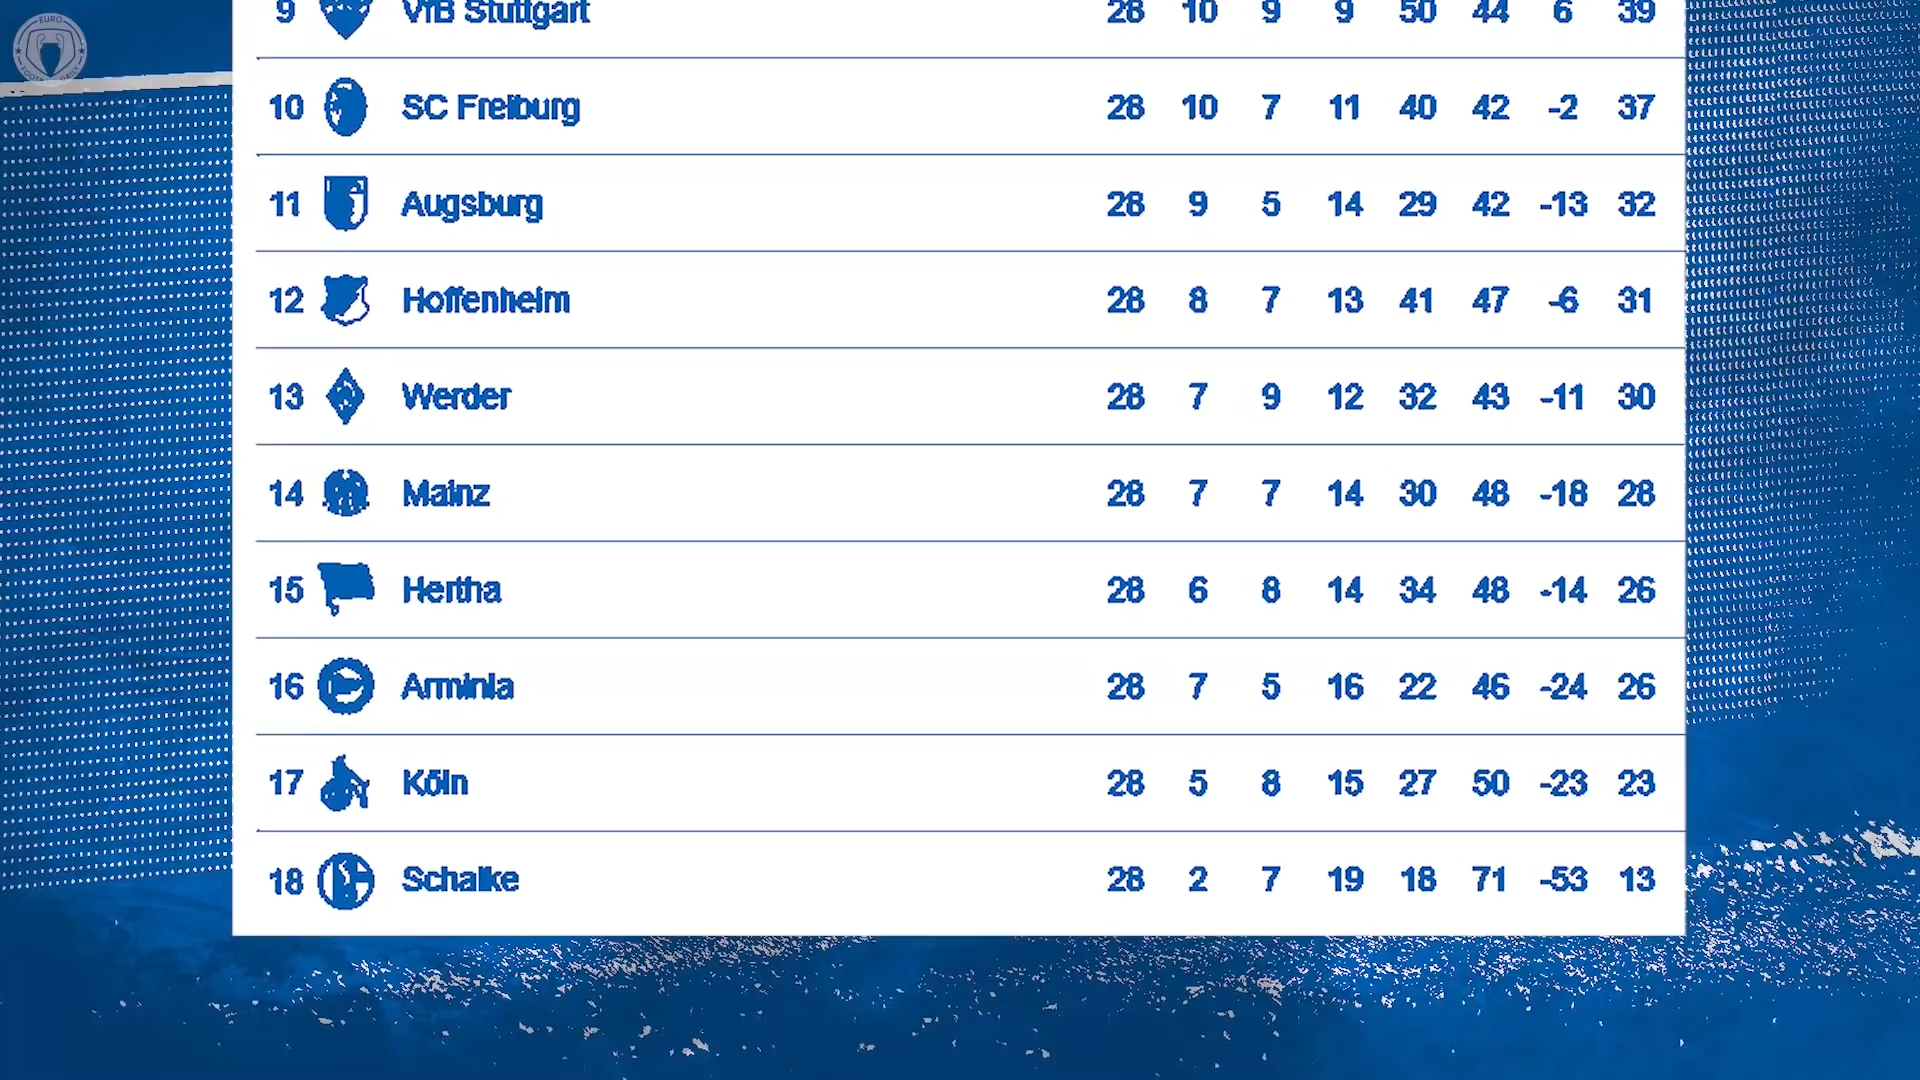 EURO
FOOTBALL DAILY
9 VfB Stuttgart 28 10 9 9 50 44 6 39
10 SC Freiburg 28 10 7 11 40 42 -2 37
11 Augsburg 28 9 5 14 29 42 -13 32
12 Hoffenheim 28 8 7 13 41 47 -6 31
13 Werder 28 7 9 12 32 43 -11 30
14 Mainz 28 7 7 14 30 48 -18 28
15 Hertha 28 6 8 14 34 48 -14 26
16 Arminia 28 7 5 16 22 46 -24 26
17 Köln 28 5 8 15 27 50 -23 23
18 Schalke 28 2 7 19 18 71 -53 13